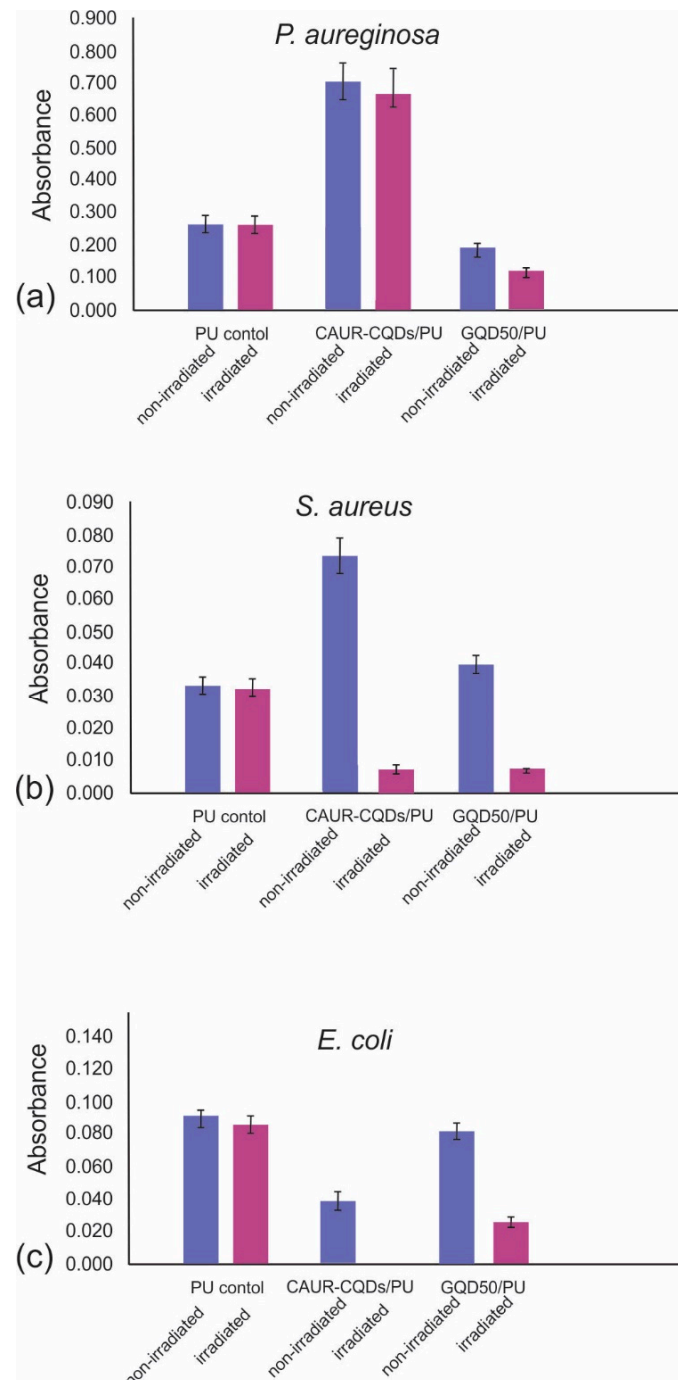 P. aureginosa
Absorbance
0.900
0.800
0.700
0.600
0.500
0.400
0.300
0.200
0.100
0.000
(a)
PU contol CAUR-CQDs/PU GQD50/PU
non-irradiated irradiated non-irradiated irradiated non-irradiated irradiated
S. aureus
Absorbance
0.090
0.080
0.070
0.060
0.050
0.040
0.030
0.020
0.010
0.000
(b)
PU contol CAUR-CQDs/PU GQD50/PU
non-irradiated irradiated non-irradiated irradiated non-irradiated irradiated
E. coli
Absorbance
0.140
0.120
0.100
0.080
0.060
0.040
0.020
0.000
(c)
PU contol CAUR-CQDs/PU GQD50/PU
non-irradiated irradiated non-irradiated irradiated non-irradiated irradiated